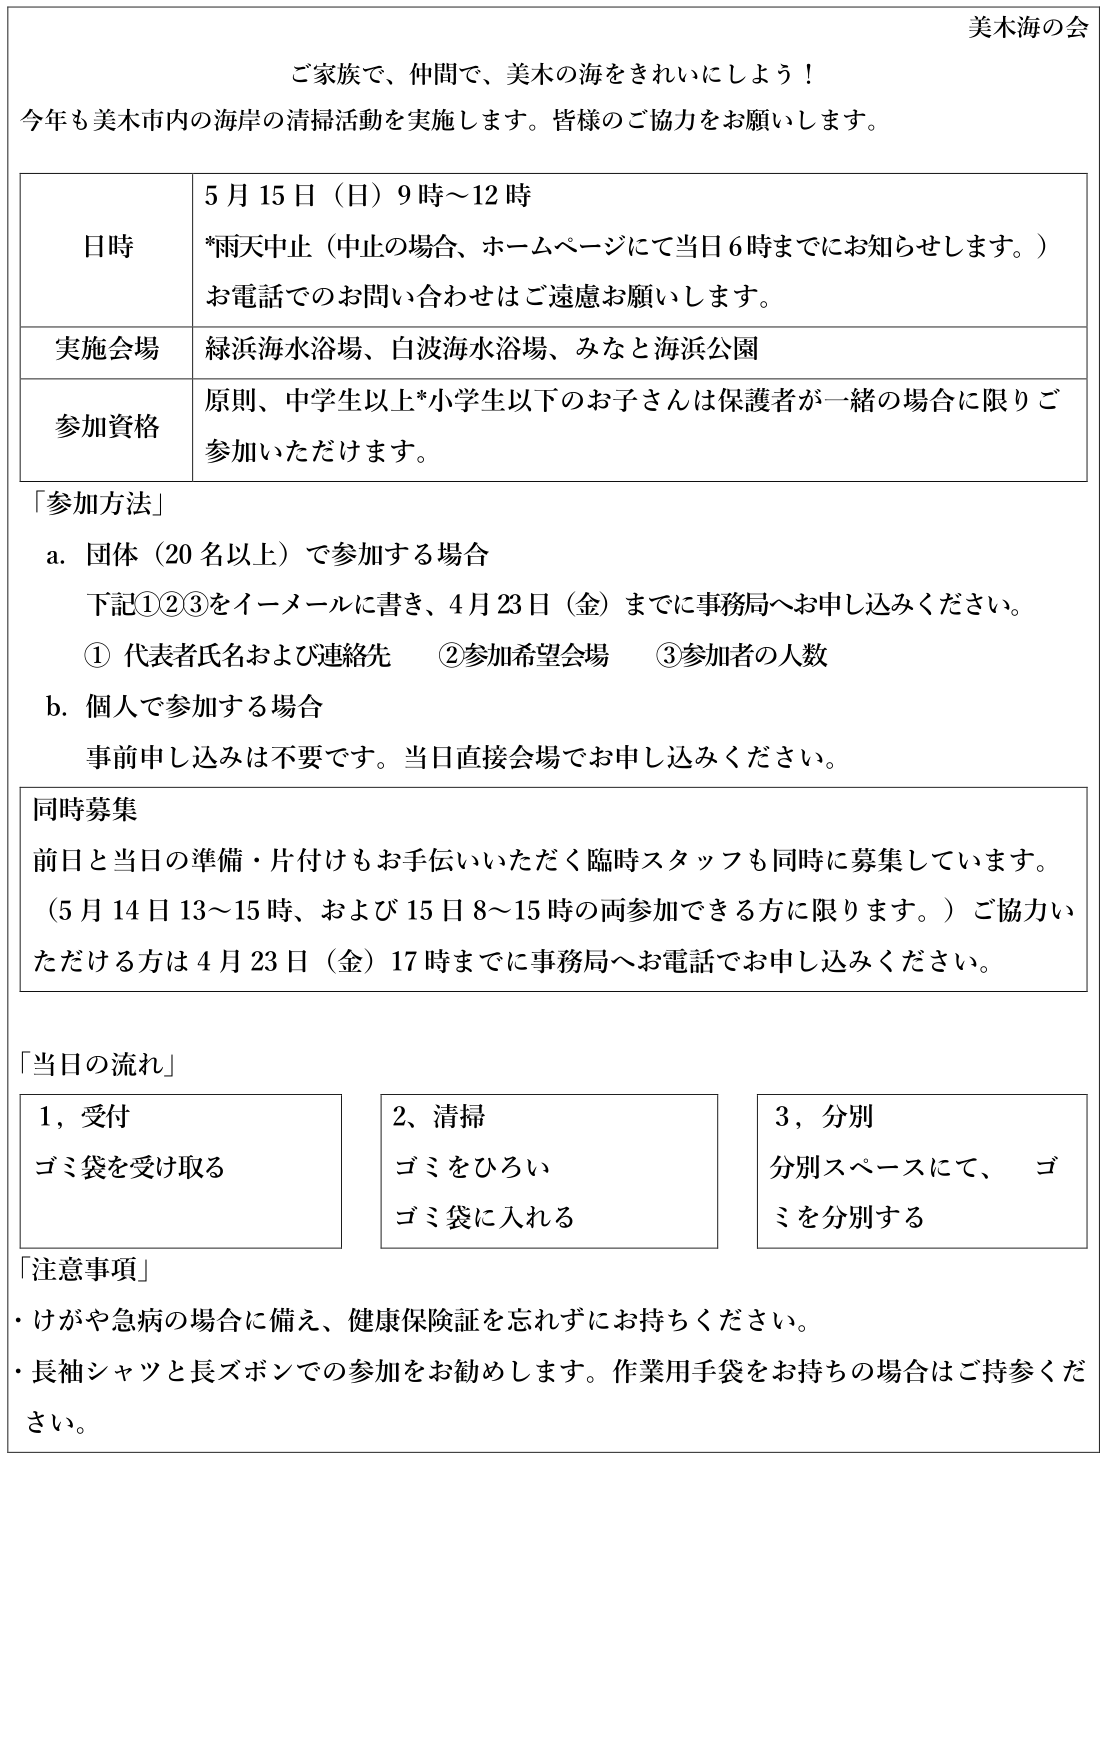 美木海の会
ご家族で、仲間で、美木の海をきれいにしよう！
今年も美木市内の海岸の清掃活動を実施します。皆様のご協力をお願いします。
日時
5 月 15 日（日）9 時～12 時
*雨天中止（中止の場合、ホームページにて当日 6 時までにお知らせします。）
お電話でのお問い合わせはご遠慮お願いします。
実施会場
緑浜海水浴場、白波海水浴場、みなと海浜公園
参加資格
原則、中学生以上*小学生以下のお子さんは保護者が一緒の場合に限りご
参加いただけます。
「参加方法」
a. 団体（20 名以上）で参加する場合
下記①②③をイーメールに書き、4 月 23 日（金）までに事務局へお申し込みください。
① 代表者氏名および連絡先　　②参加希望会場　　③参加者の人数
b. 個人で参加する場合
事前申し込みは不要です。当日直接会場でお申し込みください。
同時募集
前日と当日の準備・片付けもお手伝いいただく臨時スタッフも同時に募集しています。
（5 月 14 日 13～15 時、および 15 日 8～15 時の両参加できる方に限ります。）ご協力い
ただける方は 4 月 23 日（金）17 時までに事務局へお電話でお申し込みください。
「当日の流れ」
１，受付
ゴミ袋を受け取る
2、清掃
ゴミをひろい
ゴミ袋に入れる
３，分別
分別スペースにて、　ゴ
ミを分別する
「注意事項」
・けがや急病の場合に備え、健康保険証を忘れずにお持ちください。
・長袖シャツと長ズボンでの参加をお勧めします。作業用手袋をお持ちの場合はご持参くだ
さい。